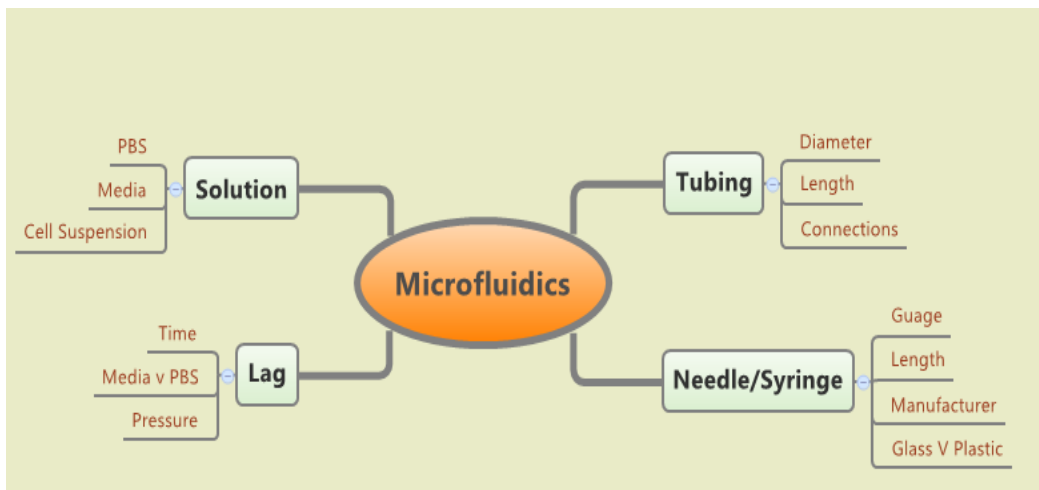 Microfluidics
Solution
PBS
Media
Cell Suspension
Lag
Time
Media v PBS
Pressure
Tubing
Diameter
Length
Connections
Needle/Syringe
Guage
Length
Manufacturer
Glass V Plastic